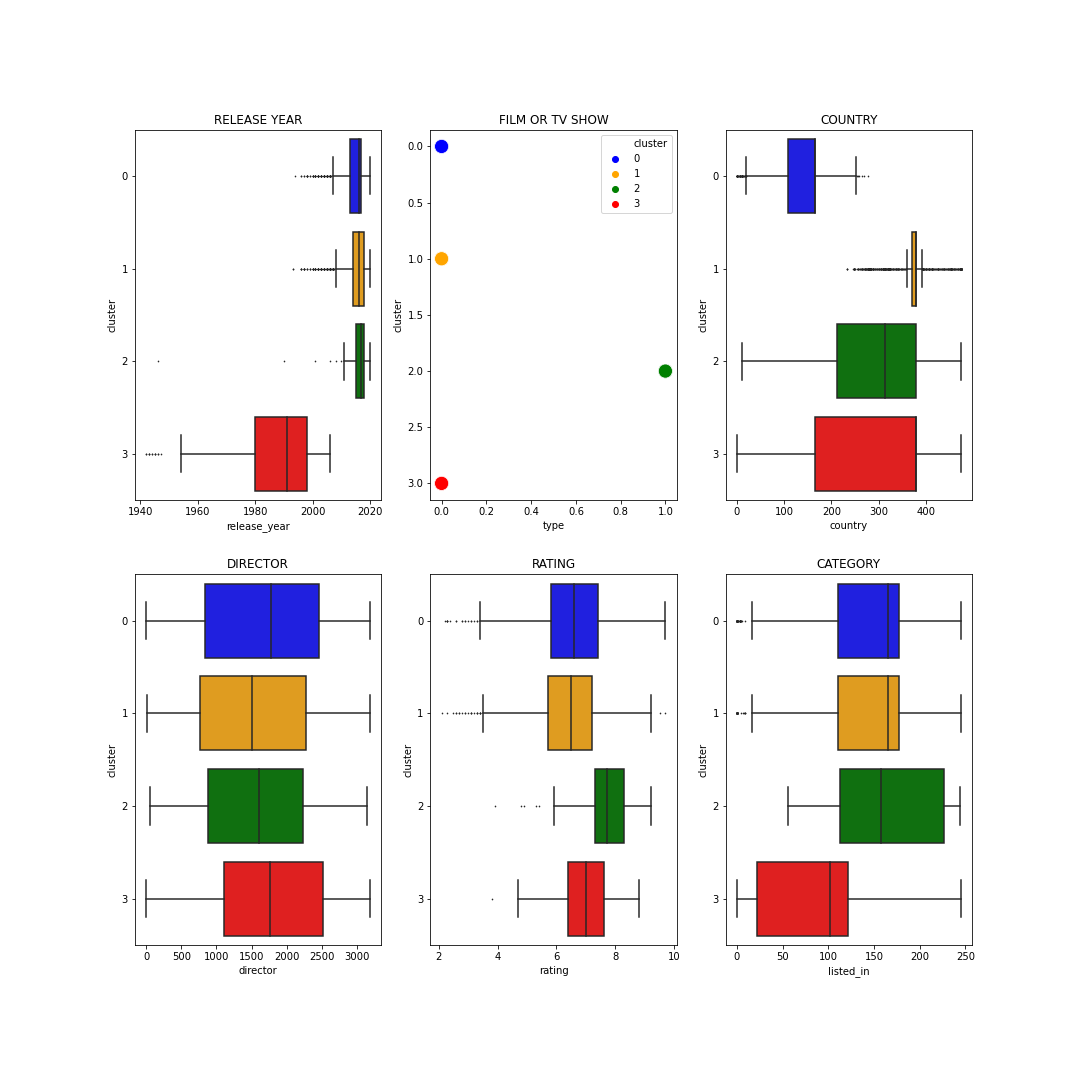 RELEASE YEAR
0
1
2
3
cluster
1940 1960 1980 2000 2020
release_year
FILM OR TV SHOW
0.0
0.5
1.0
1.5
2.0
2.5
3.0
cluster
cluster
0
1
2
3
0.0 0.2 0.4 0.6 0.8 1.0
type
COUNTRY
0
1
2
3
cluster
0 100 200 300 400
country
DIRECTOR
0
1
2
3
cluster
0 500 1000 1500 2000 2500 3000
director
RATING
0
1
2
3
cluster
2 4 6 8 10
rating
CATEGORY
0
1
2
3
cluster
0 50 100 150 200 250
listed_in